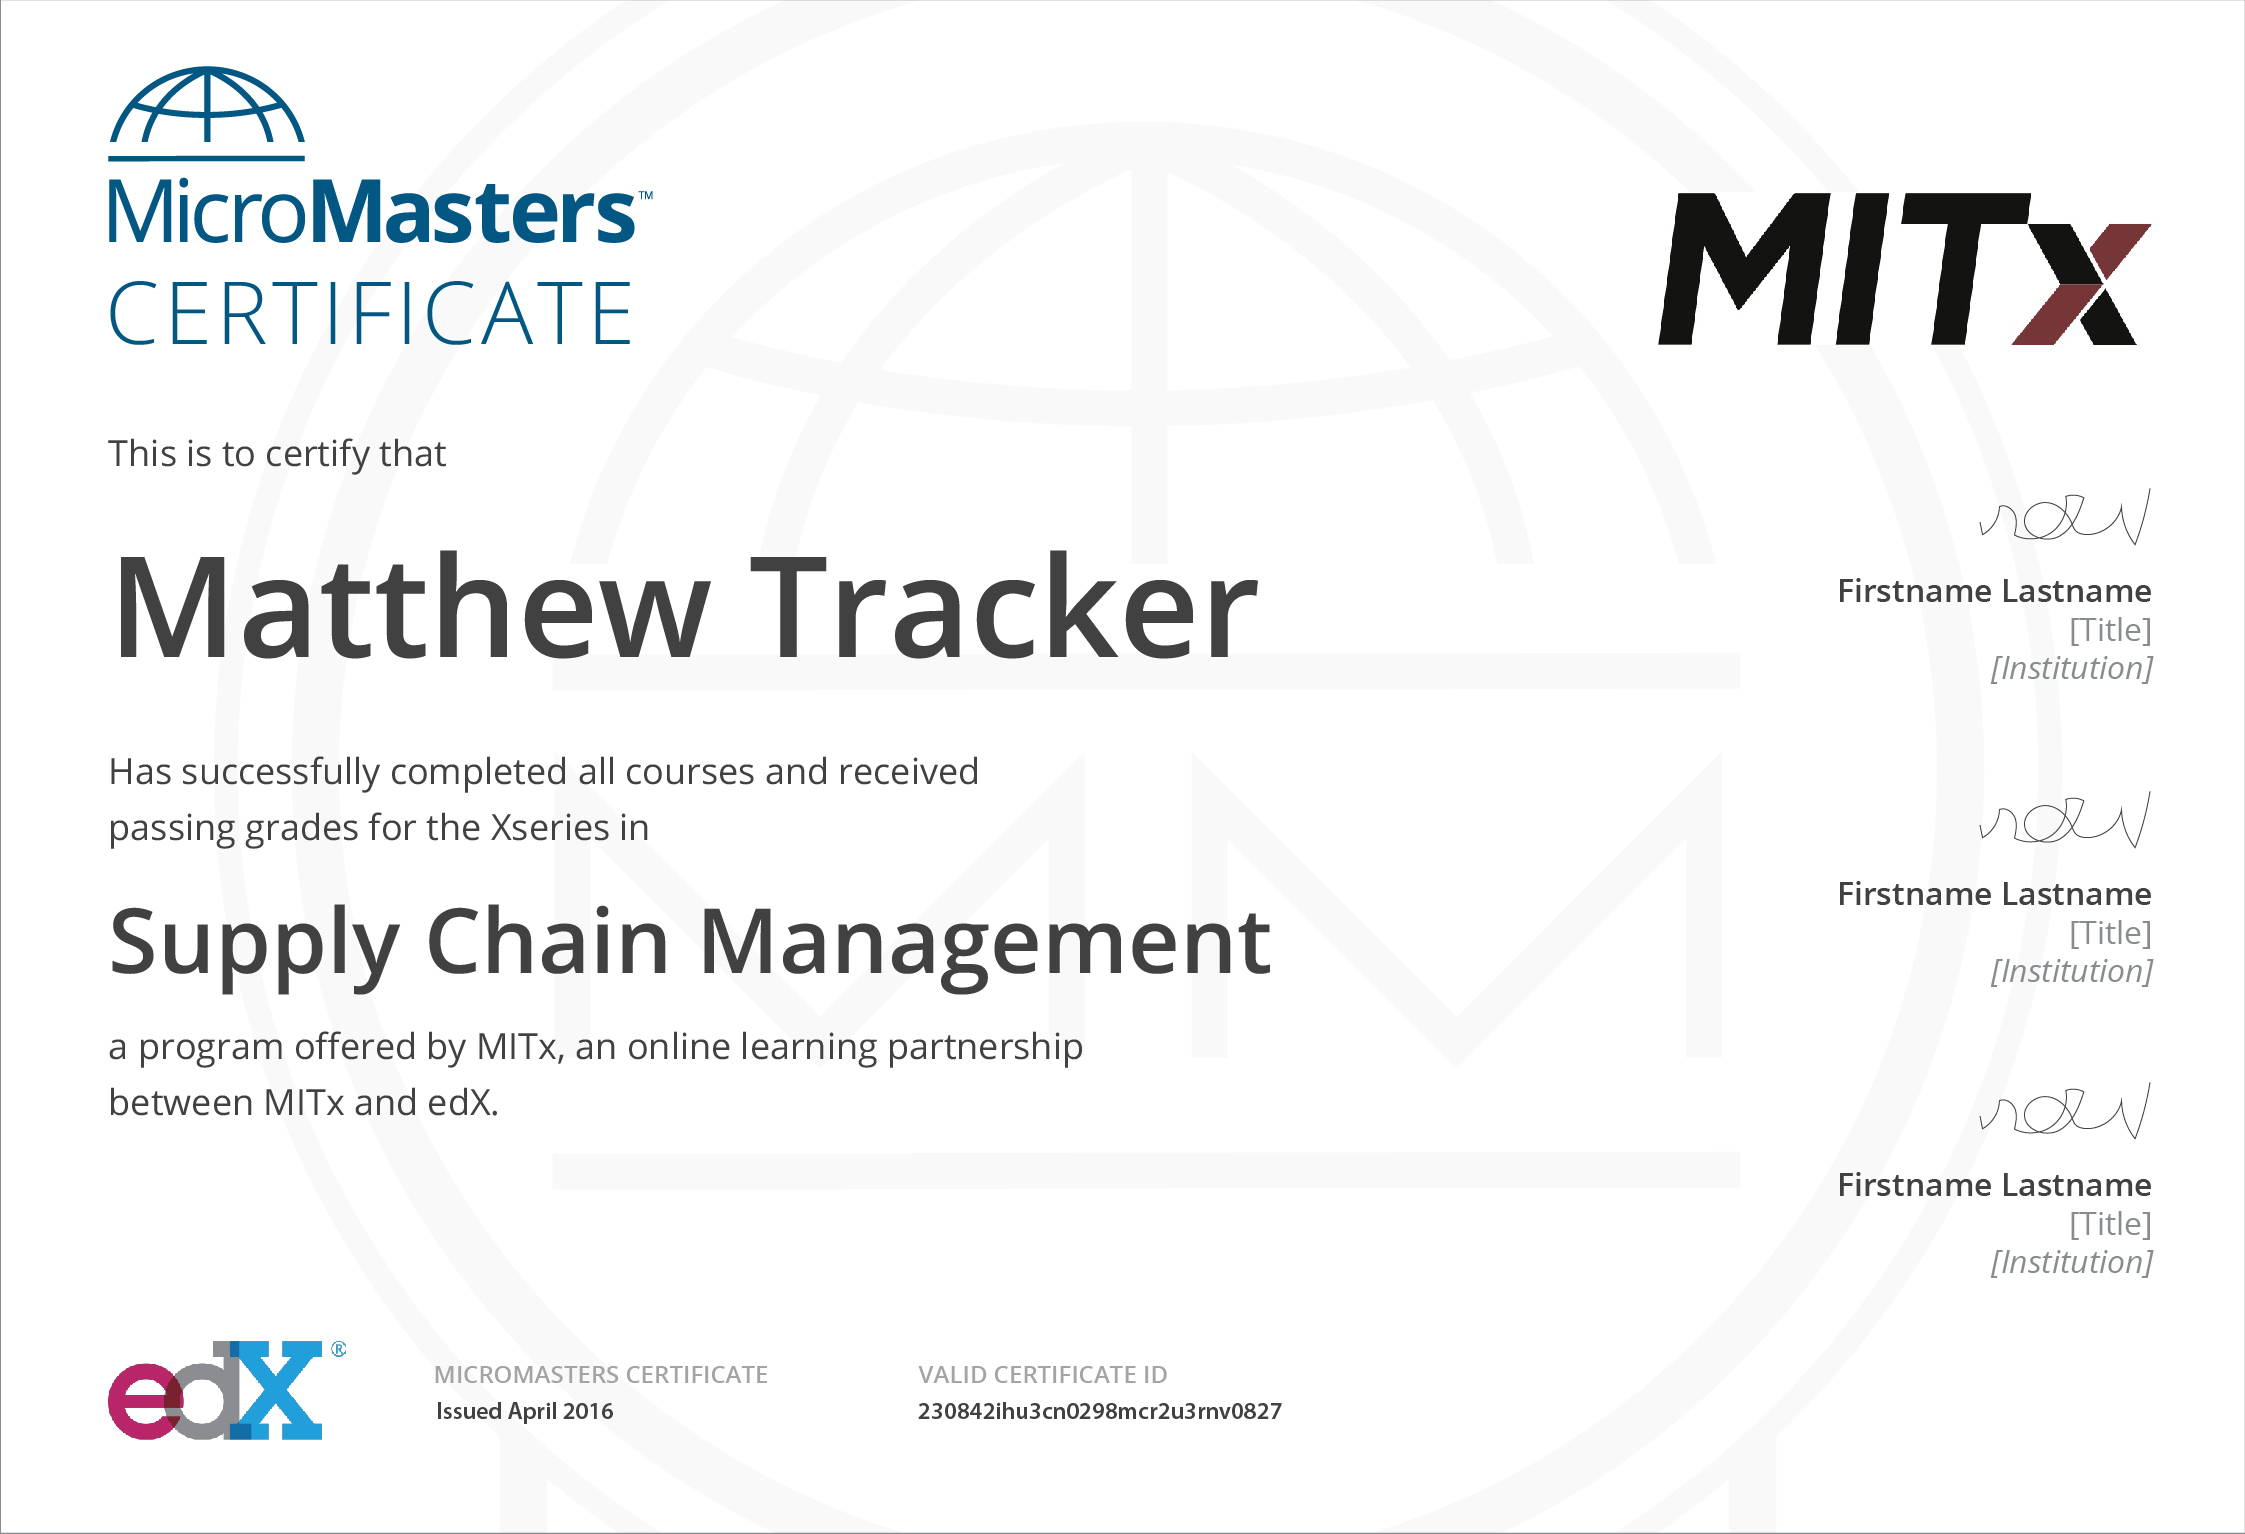 MicroMasters™
CERTIFICATE
MITx
This is to certify that
Matthew Tracker
Has successfully completed all courses and received
passing grades for the Xseries in
Supply Chain Management
a program offered by MITx, an online learning partnership
between MITx and edX.
Firstname Lastname
[Title]
[Institution]
Firstname Lastname
[Title]
[Institution]
Firstname Lastname
[Title]
[Institution]
edX®
MICROMASTERS CERTIFICATE
Issued April 2016
VALID CERTIFICATE ID
230842ihu3cn0298mcr2u3rnv0827